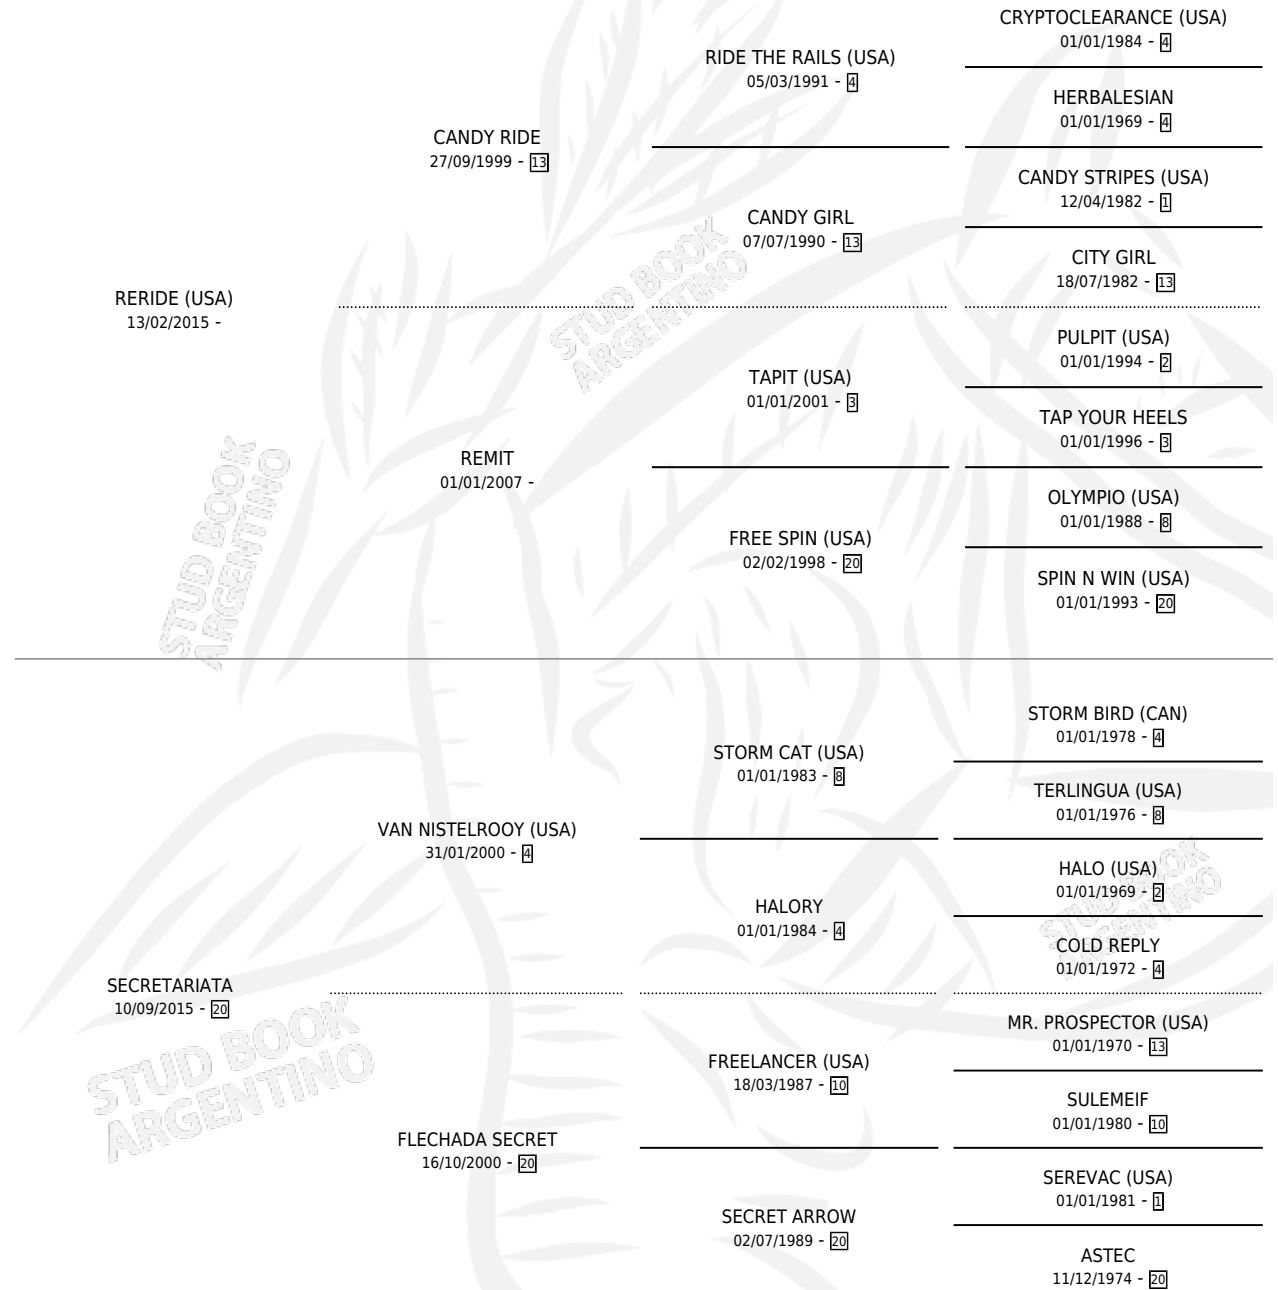 CRYPTOCLEARANCE (USA)
01/01/1984 - 4
RIDE THE RAILS (USA)
05/03/1991 - 4
HERBALESIAN
01/01/1969 - 4
CANDY RIDE
27/09/1999 - 13
CANDY STRIPES (USA)
12/04/1982 - 1
CANDY GIRL
07/07/1990 - 13
CITY GIRL
18/07/1982 - 13
RERIDE (USA)
13/02/2015 -
PULPIT (USA)
01/01/1994 - 2
TAPIT (USA)
01/01/2001 - 3
TAP YOUR HEELS
01/01/1996 - 3
REMIT
01/01/2007 -
OLYMPIO (USA)
01/01/1988 - 8
FREE SPIN (USA)
02/02/1998 - 20
SPIN N WIN (USA)
01/01/1993 - 20
STORM BIRD (CAN)
01/01/1978 - 4
STORM CAT (USA)
01/01/1983 - 8
TERLINGUA (USA)
01/01/1976 - 8
VAN NISTELROOY (USA)
31/01/2000 - 4
HALO (USA)
01/01/1969 - 2
HALORY
01/01/1984 - 4
COLD REPLY
01/01/1972 - 4
SECRETARIATA
10/09/2015 - 20
MR. PROSPECTOR (USA)
01/01/1970 - 13
FREELANCER (USA)
18/03/1987 - 10
SULEMEIF
01/01/1980 - 10
FLECHADA SECRET
16/10/2000 - 20
SEREVAC (USA)
01/01/1981 - 1
SECRET ARROW
02/07/1989 - 20
ASTEC
11/12/1974 - 20
STUD BOOK
ARGENTINO
STUD BOOK
ARGENTINO
STUD BOOK
ARGENTINO
STUD BOOK
ARGENTINO